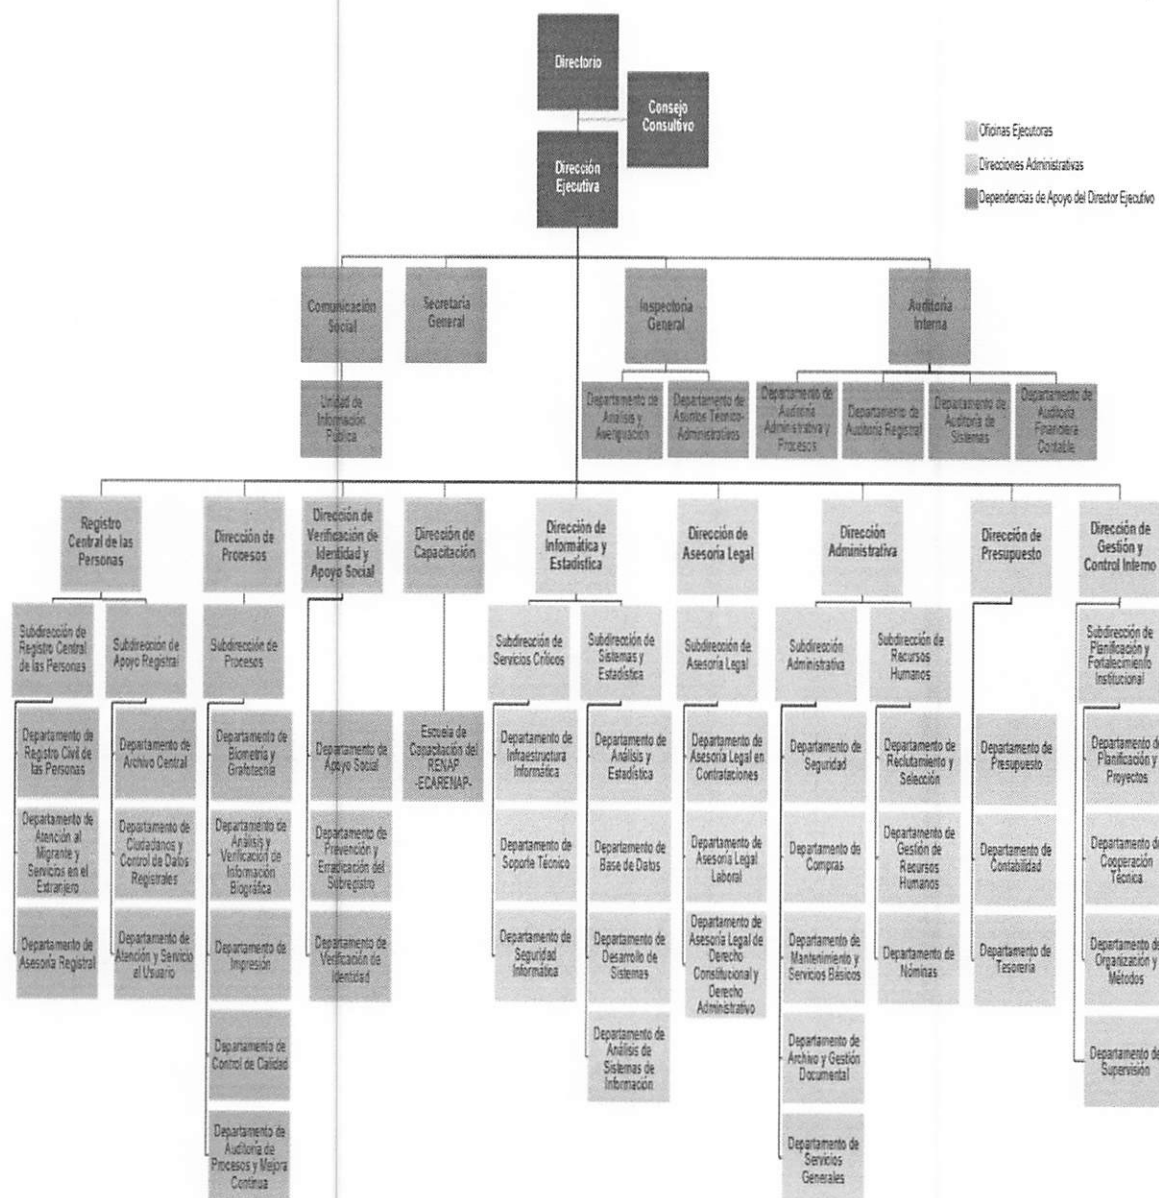 Directorio
Consejo
Consultivo
Dirección
Ejecutiva
Oficinas Ejecutoras
Direcciones Administrativas
Dependencias de Apoyo del Director Ejecutivo
Comunicación
Social
Secretaría
General
Inspectoría
General
Auditoría
Interna
Unidad de
Información
Pública
Departamento de
Análisis y
Averiguación
Departamento de
Asuntos Técnico-
Administrativos
Departamento de
Auditoría
Administrativa y
Procesos
Departamento de
Auditoría Registral
Departamento de
Auditoría de
Sistemas
Departamento de
Auditoría
Financiera
Contable
Registro
Central de las
Personas
Dirección de
Procesos
Dirección de
Verificación de
Identidad y
Apoyo Social
Dirección de
Capacitación
Dirección de
Informática y
Estadística
Dirección de
Asesoría Legal
Dirección
Administrativa
Dirección de
Presupuesto
Dirección de
Gestión y
Control Interno
Subdirección de
Registro Central
de las Personas
Subdirección de
Apoyo Registral
Subdirección de
Procesos
Subdirección de
Servicios Críticos
Subdirección de
Sistemas y
Estadística
Subdirección de
Asesoría Legal
Subdirección
Administrativa
Subdirección de
Recursos
Humanos
Subdirección de
Planificación y
Fortalecimiento
Institucional
Departamento de
Registro Civil de
las Personas
Departamento de
Archivo Central
Departamento de
Biometría y
Grafotecnia
Departamento de
Apoyo Social
Escuela de
Capacitación del
RENAP
-ECARENAP-
Departamento de
Infraestructura
Informática
Departamento de
Análisis y
Estadística
Departamento de
Asesoría Legal en
Contrataciones
Departamento de
Seguridad
Departamento de
Reclutamiento y
Selección
Departamento de
Presupuesto
Departamento de
Planificación y
Proyectos
Departamento de
Atención al
Migrante y
Servicios en el
Extranjero
Departamento de
Ciudadanos y
Control de Datos
Registrales
Departamento de
Análisis y
Verificación de
Información
Biográfica
Departamento de
Prevención y
Erradicación del
Subregistro
Departamento de
Soporte Técnico
Departamento de
Base de Datos
Departamento de
Asesoría Legal
Laboral
Departamento de
Compras
Departamento de
Gestión de
Recursos
Humanos
Departamento de
Contabilidad
Departamento de
Cooperación
Técnica
Departamento de
Asesoría Registral
Departamento de
Atención y Servicio
al Usuario
Departamento de
Impresión
Departamento de
Verificación de
Identidad
Departamento de
Seguridad
Informática
Departamento de
Desarrollo de
Sistemas
Departamento de
Asesoría Legal de
Derecho
Constitucional y
Derecho
Administrativo
Departamento de
Mantenimiento y
Servicios Básicos
Departamento de
Nóminas
Departamento de
Tesorería
Departamento de
Organización y
Métodos
Departamento de
Control de Calidad
Departamento de
Análisis de
Sistemas de
Información
Departamento de
Archivo y Gestión
Documental
Departamento de
Supervisión
Departamento de
Auditoría de
Procesos y Mejora
Continua
Departamento de
Servicios
Generales